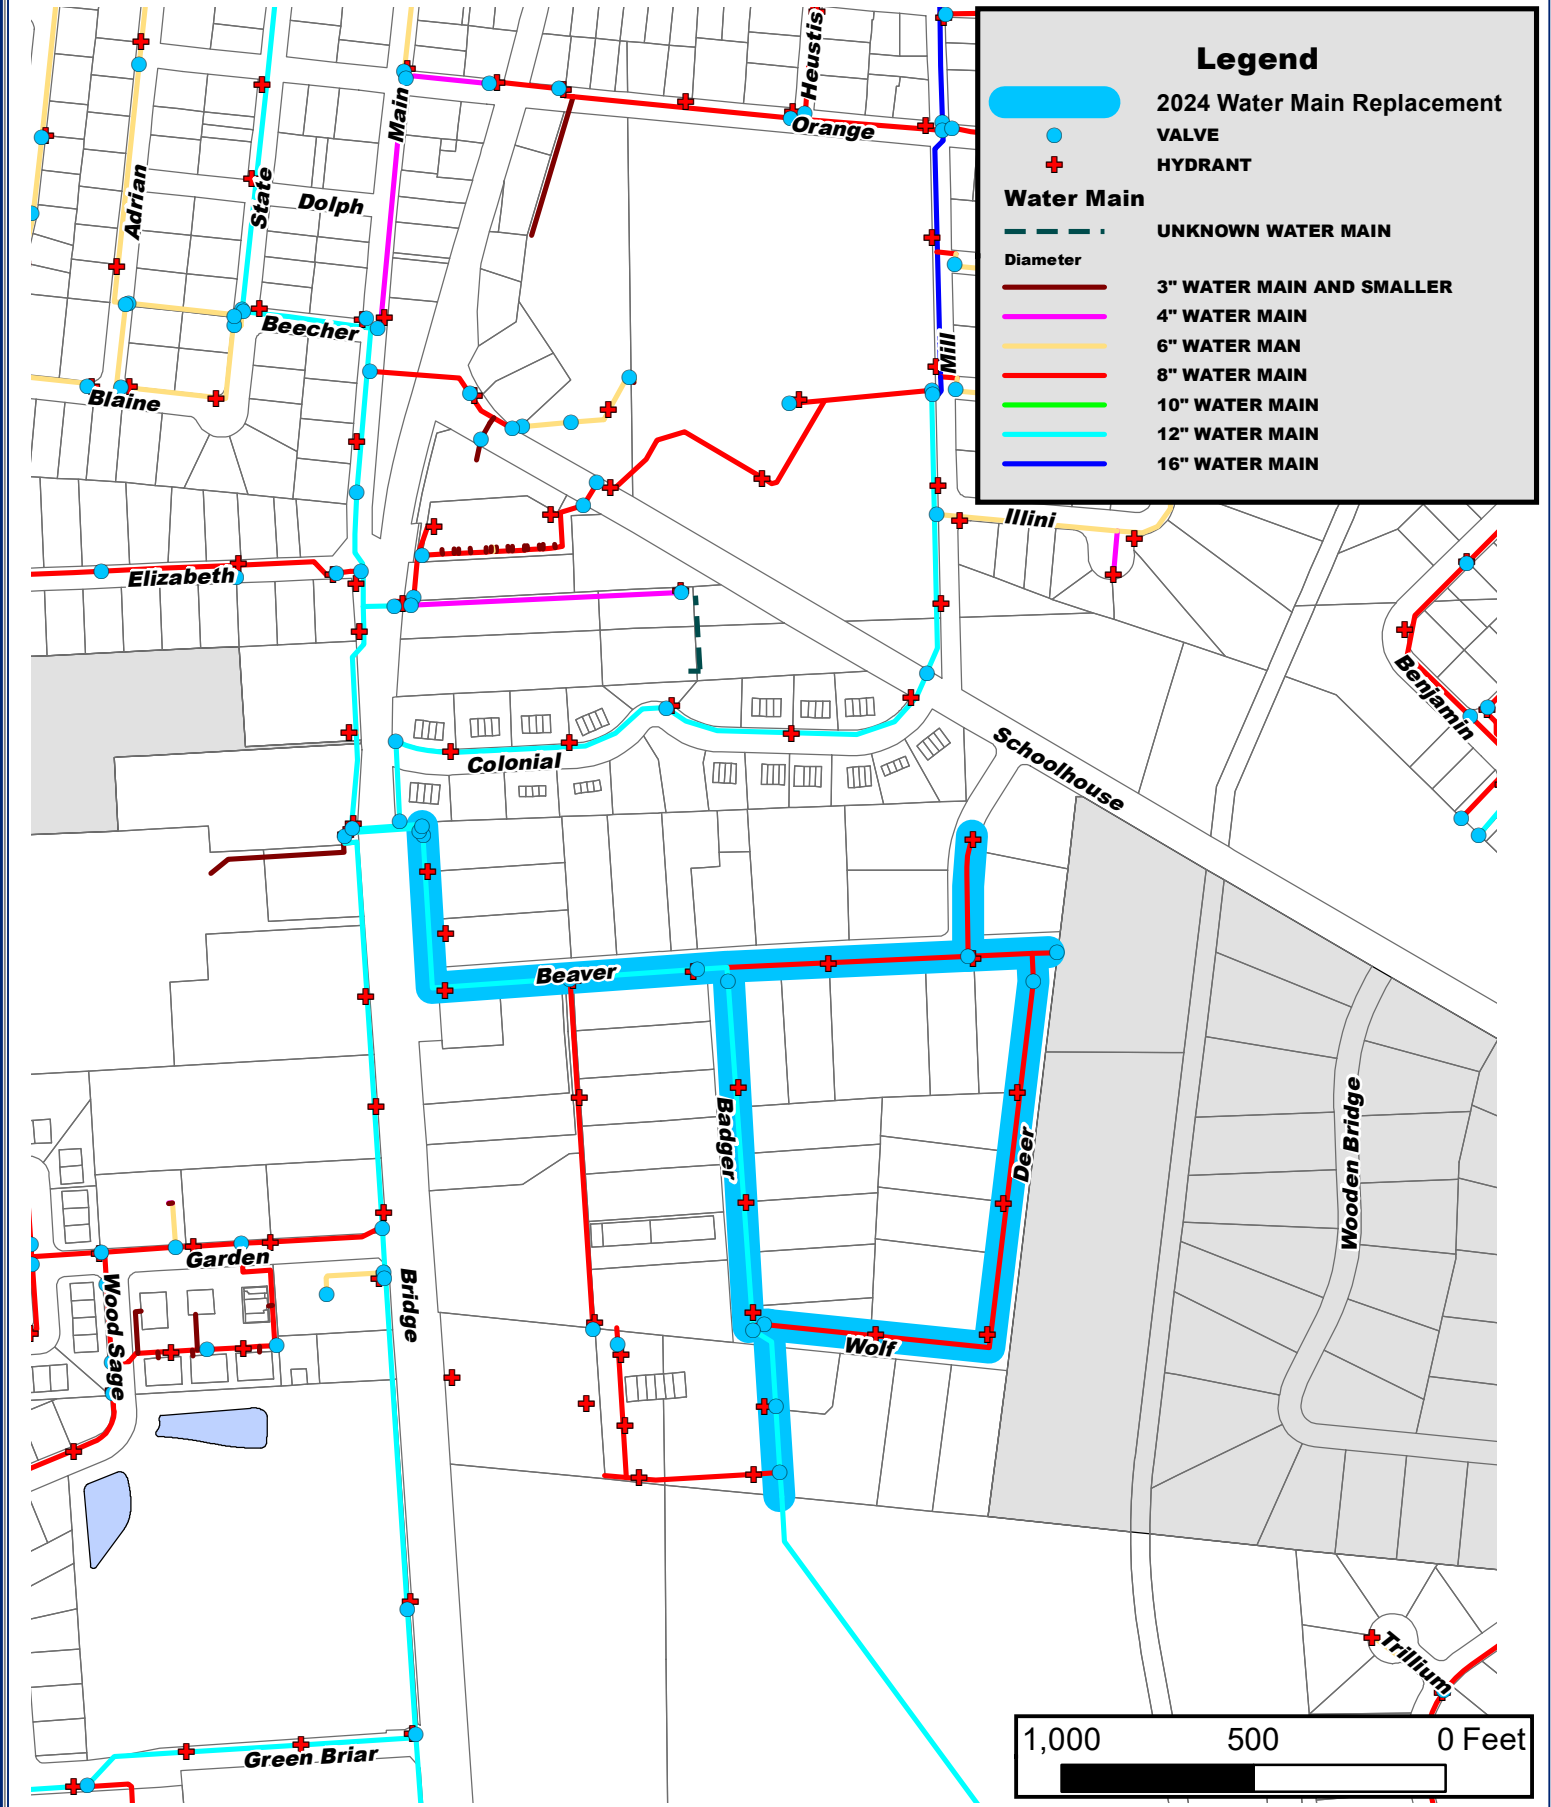 Legend
2024 Water Main Replacement
VALVE
HYDRANT
Water Main
UNKNOWN WATER MAIN
Diameter
3" WATER MAIN AND SMALLER
4" WATER MAIN
6" WATER MAN
8" WATER MAIN
10" WATER MAIN
12" WATER MAIN
16" WATER MAIN
Heustis
Orange
Main
Adrian
State
Dolph
Beecher
Mill
Blaine
Illini
Elizabeth
Benjamin
Schoolhouse
Colonial
Beaver
Badger
Deer
Wooden Bridge
Garden
Wood Sage
Bridge
Wolf
Trillium
Green Briar
1,000 500 0 Feet